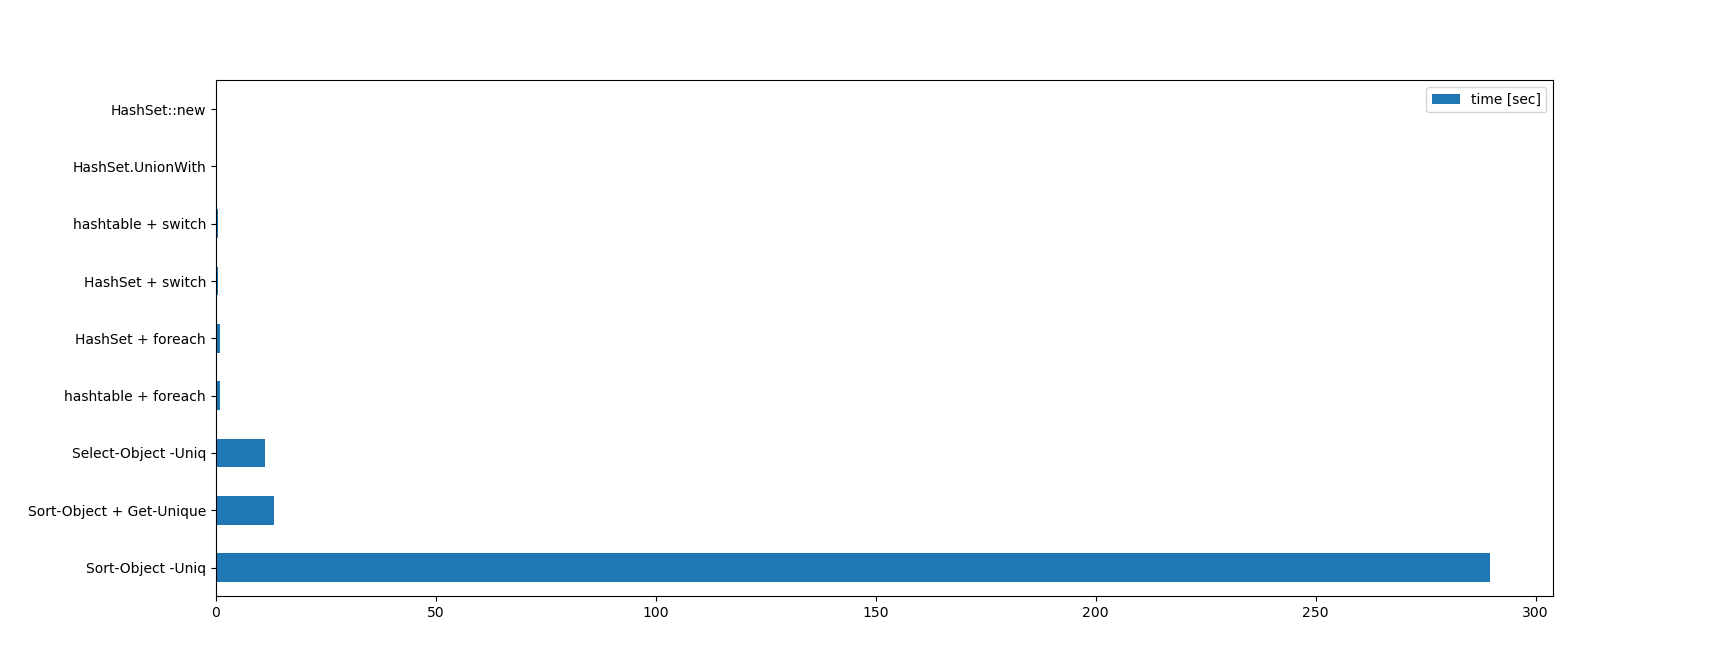 time [sec]
HashSet::new
HashSet.UnionWith
hashtable + switch
HashSet + switch
HashSet + foreach
hashtable + foreach
Select-Object -Uniq
Sort-Object + Get-Unique
Sort-Object -Uniq
0 50 100 150 200 250 300